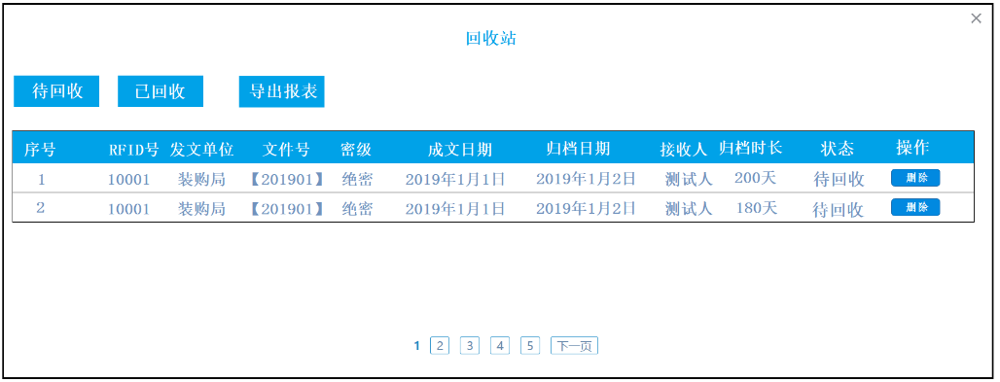 回收站
待回收 已回收 导出报表
序号 RFID号 发文单位 文件号 密级 成文日期 归档日期 接收人 归档时长 状态 操作
1 10001 装购局 【201901】 绝密 2019年1月1日 2019年1月2日 测试人 200天 待回收 删除
2 10001 装购局 【201901】 绝密 2019年1月1日 2019年1月2日 测试人 180天 待回收 删除
1 2 3 4 5 下一页